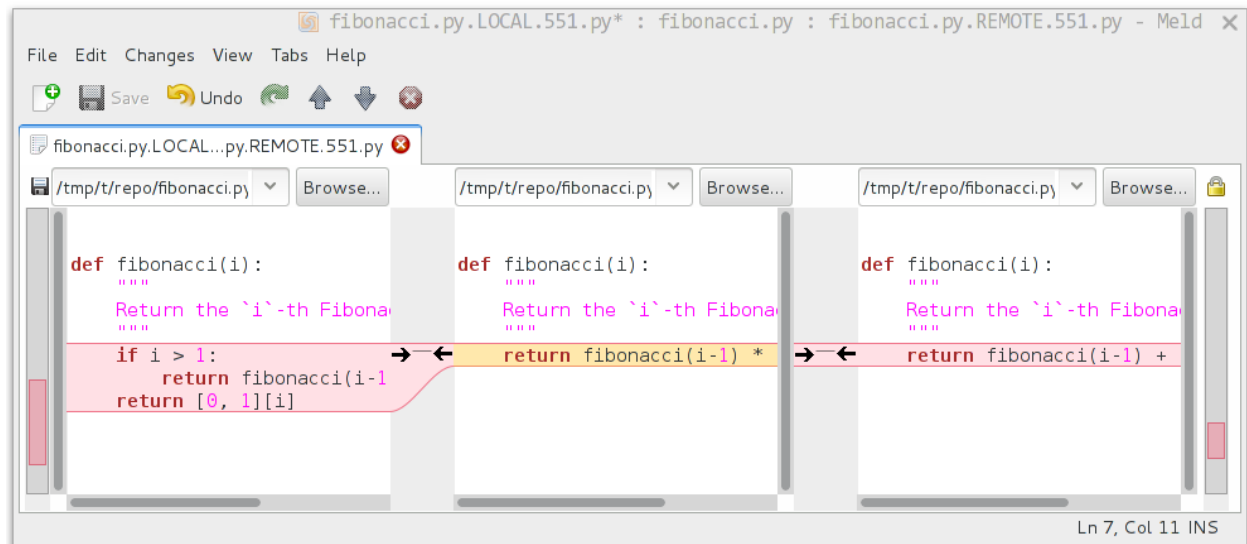 fibonacci.py.LOCAL.551.py* : fibonacci.py : fibonacci.py.REMOTE.551.py - Meld
File Edit Changes View Tabs Help
Save Undo
fibonacci.py.LOCAL...py.REMOTE.551.py
/tmp/t/repo/fibonacci.py Browse... /tmp/t/repo/fibonacci.py Browse... /tmp/t/repo/fibonacci.py Browse...
def fibonacci(i):
"""
Return the `i`-th Fibona
"""
if i > 1:
return fibonacci(i-1
return [0, 1][i]
def fibonacci(i):
"""
Return the `i`-th Fibona
"""
return fibonacci(i-1) *
def fibonacci(i):
"""
Return the `i`-th Fibona
"""
return fibonacci(i-1) +
Ln 7, Col 11 INS